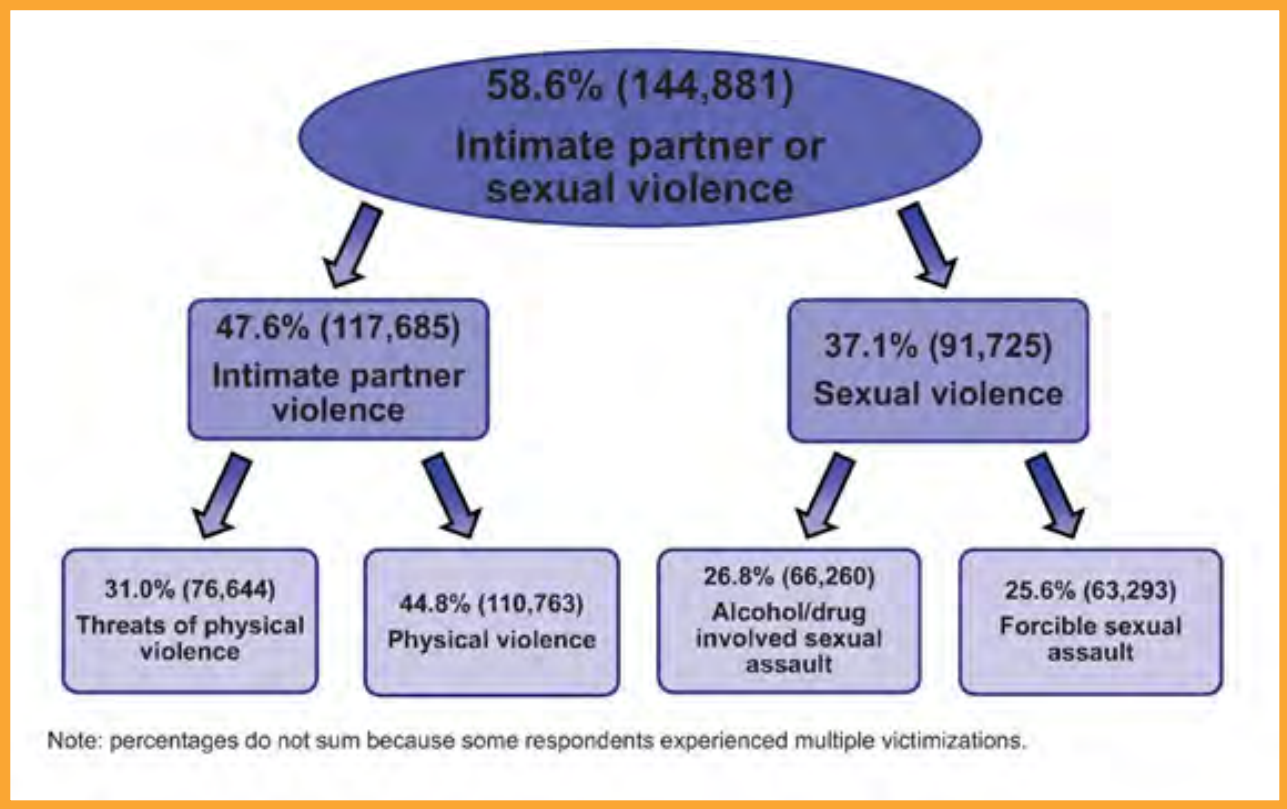 58.6% (144,881)
Intimate partner or
sexual violence
47.6% (117,685)
Intimate partner
violence
37.1% (91,725)
Sexual violence
31.0% (76,644)
Threats of physical
violence
44.8% (110,763)
Physical violence
26.8% (66,260)
Alcohol/drug
involved sexual
assault
25.6% (63,293)
Forcible sexual
assault
Note: percentages do not sum because some respondents experienced multiple victimizations.